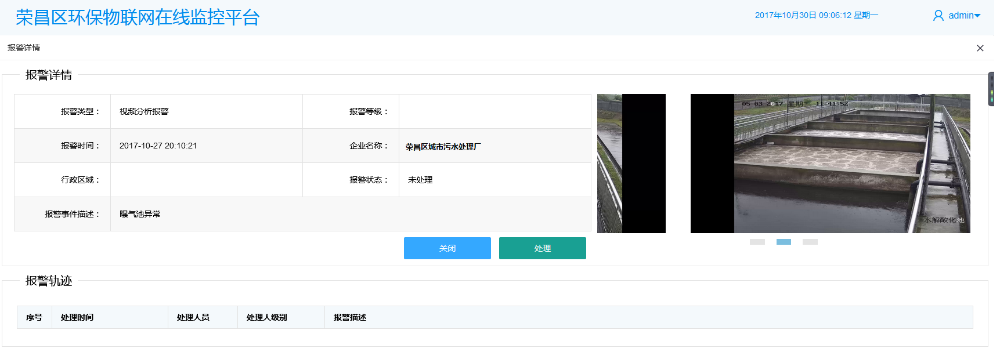 荣昌区环保物联网在线监控平台
2017年10月30日 09:06:12 星期一
admin
报警详情
报警详情
报警类型：
视频分析报警
报警等级：
报警时间：
2017-10-27 20:10:21
企业名称：
荣昌区城市污水处理厂
行政区域：
报警状态：
未处理
报警事件描述：
曝气池异常
05-03-2017 星期三 11:41:52
水解酸化池
关闭
处理
报警轨迹
序号
处理时间
处理人员
处理人级别
报警描述